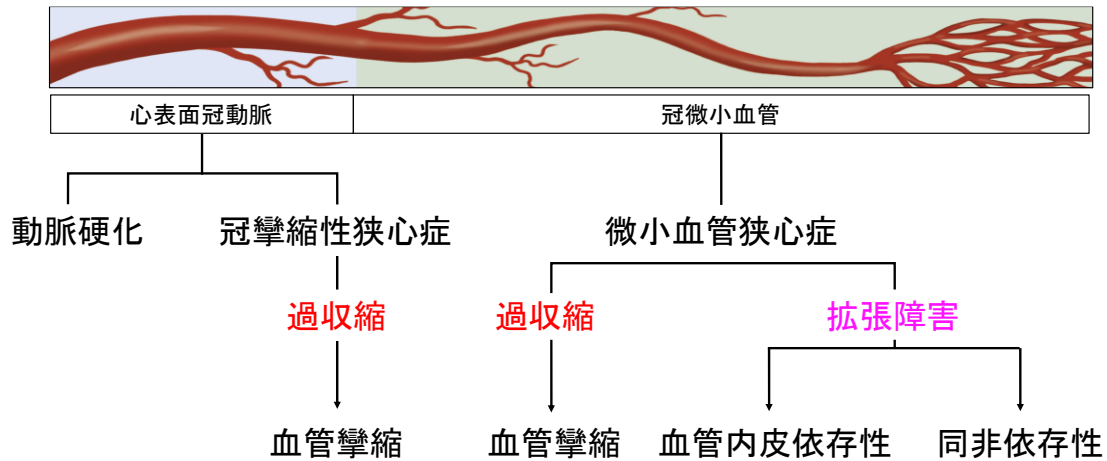 心表面冠動脈
冠微小血管
動脈硬化
冠攣縮性狭心症
微小血管狭心症
過収縮
過収縮
拡張障害
血管攣縮
血管攣縮
血管内皮依存性
同非依存性